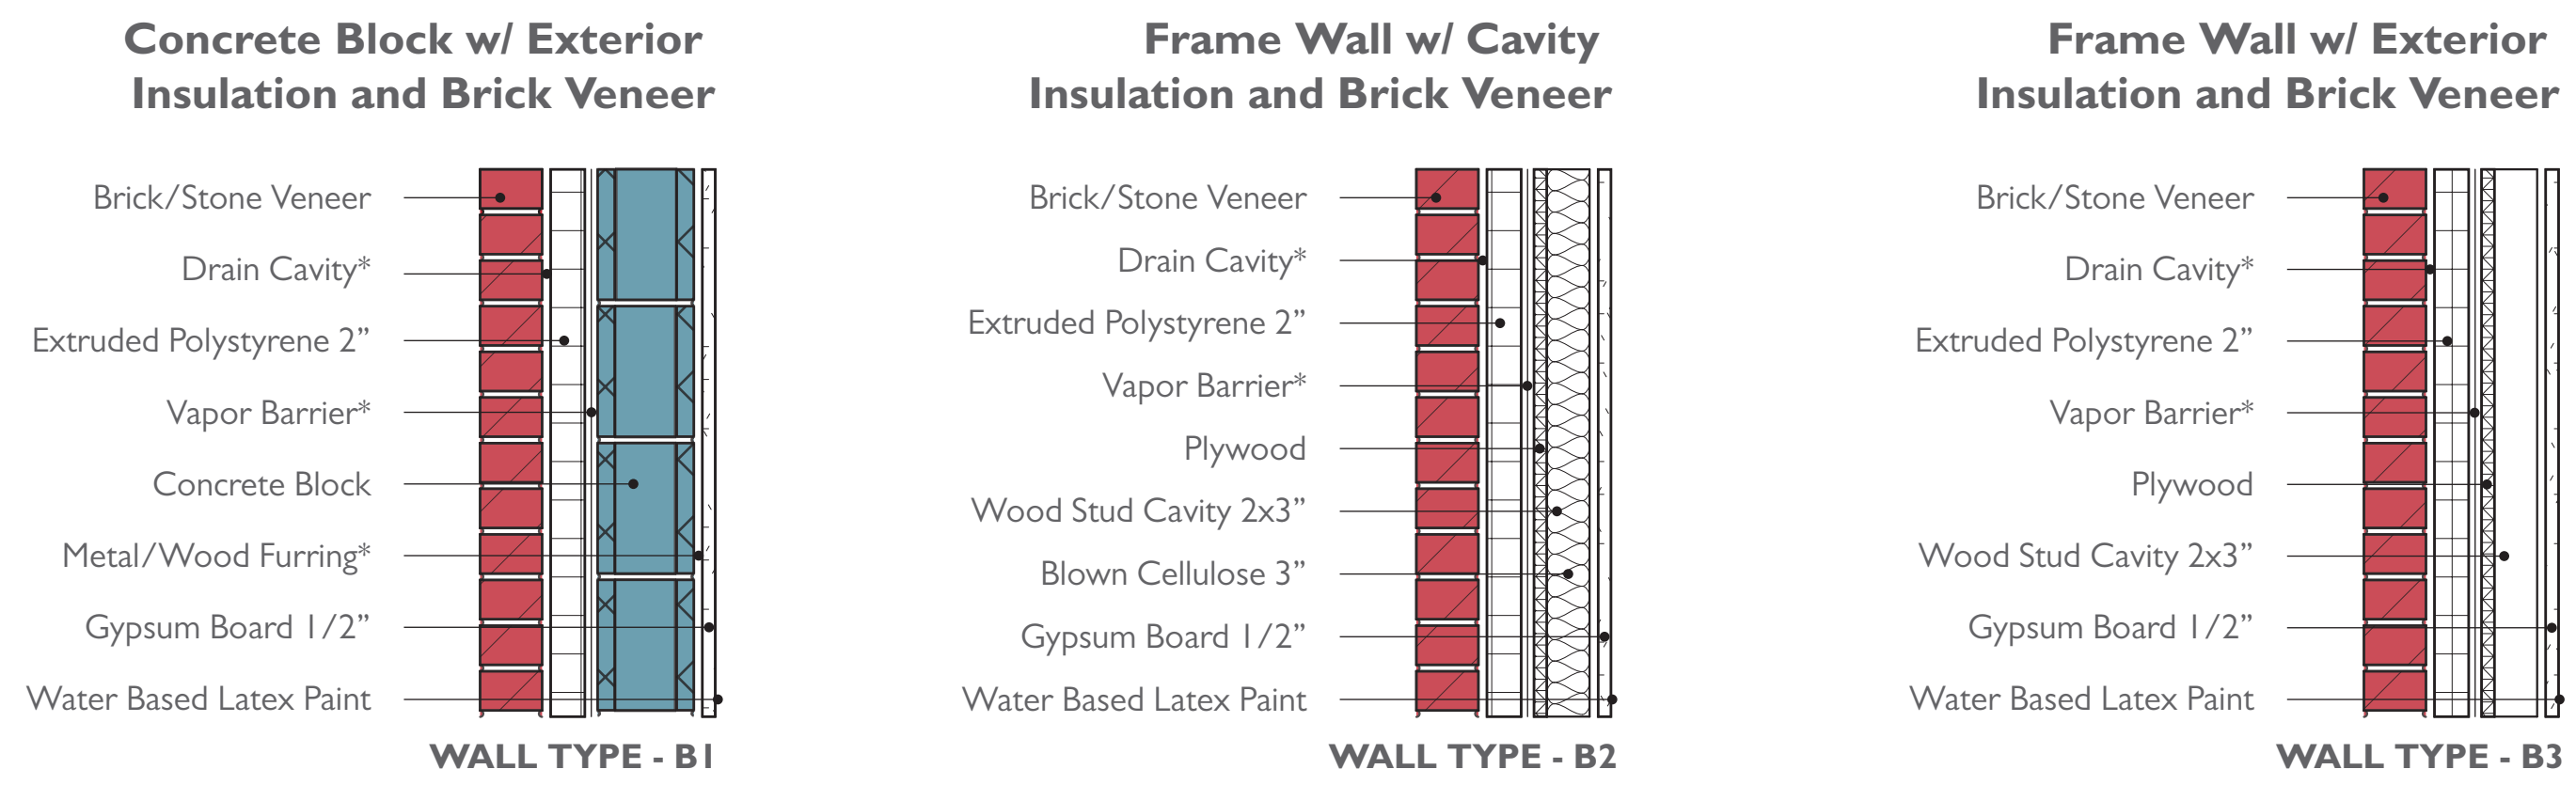 Concrete Block w/ Exterior
Insulation and Brick Veneer
Brick/Stone Veneer
Drain Cavity*
Extruded Polystyrene 2”
Vapor Barrier*
Concrete Block
Metal/Wood Furring*
Gypsum Board 1/2”
Water Based Latex Paint
WALL TYPE - B1
Frame Wall w/ Cavity
Insulation and Brick Veneer
Brick/Stone Veneer
Drain Cavity*
Extruded Polystyrene 2”
Vapor Barrier*
Plywood
Wood Stud Cavity 2x3”
Blown Cellulose 3”
Gypsum Board 1/2”
Water Based Latex Paint
WALL TYPE - B2
Frame Wall w/ Exterior
Insulation and Brick Veneer
Brick/Stone Veneer
Drain Cavity*
Extruded Polystyrene 2”
Vapor Barrier*
Plywood
Wood Stud Cavity 2x3”
Gypsum Board 1/2”
Water Based Latex Paint
WALL TYPE - B3